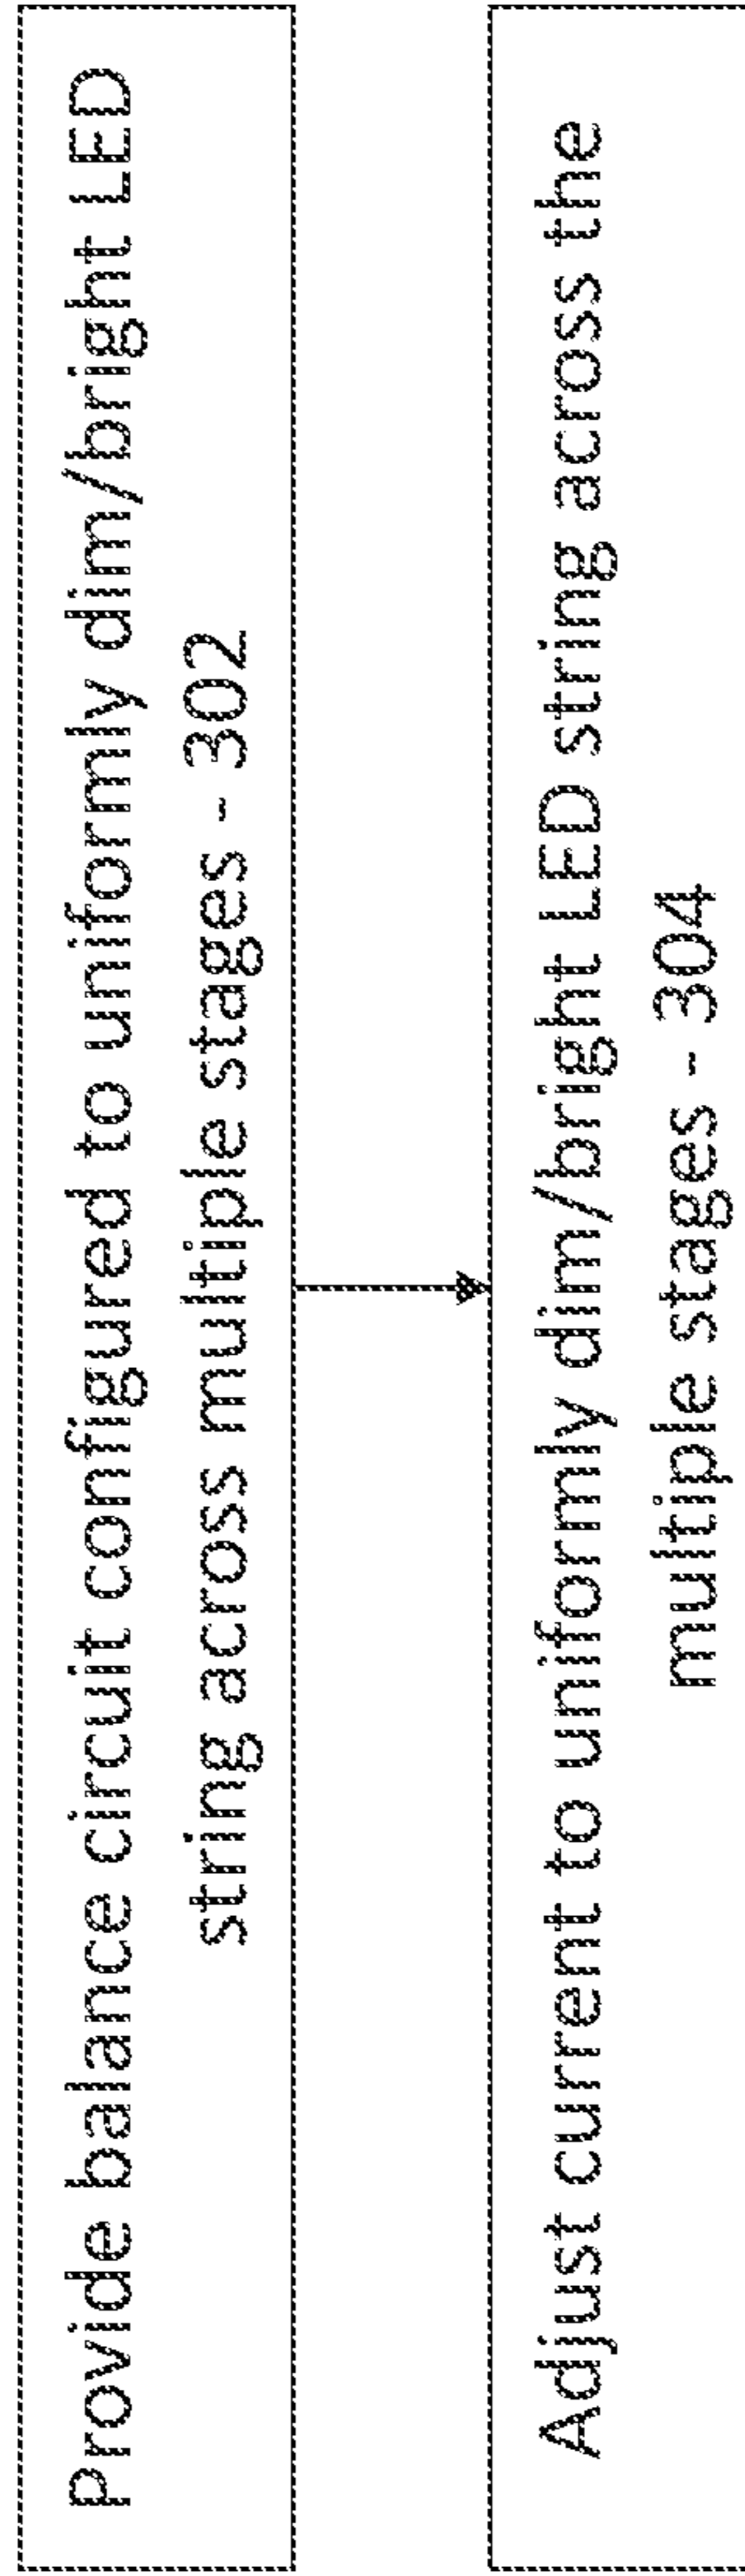 Provide balance circuit configured to uniformly dim/bright LED
string across multiple stages - 302
Adjust current to uniformly dim/bright LED string across the
multiple stages - 304